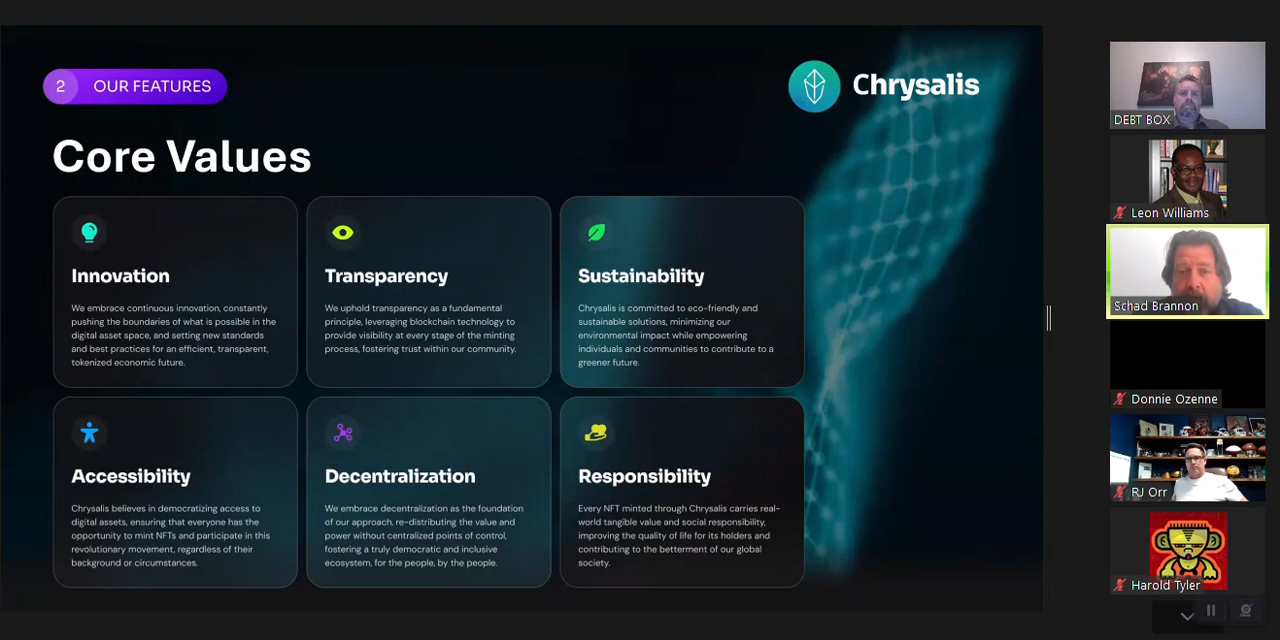 2 OUR FEATURES
Chrysalis
Core Values
Innovation
We embrace continuous innovation, constantly
pushing the boundaries of what is possible in the
digital asset space, and setting new standards
and best practices for an efficient, transparent,
tokenized economic future.
Transparency
We uphold transparency as a fundamental
principle, leveraging blockchain technology to
provide visibility at every stage of the minting
process, fostering trust within our community.
Sustainability
Chrysalis is committed to eco-friendly and
sustainable solutions, minimizing our
environmental impact while empowering
individuals and communities to contribute to a
greener future.
Accessibility
Chrysalis believes in democratizing access to
digital assets, ensuring that everyone has the
opportunity to mint NFTs and participate in this
revolutionary movement, regardless of their
background or circumstances.
Decentralization
We embrace decentralization as the foundation
of our approach, re-distributing the value and
power without centralized points of control,
fostering a truly democratic and inclusive
ecosystem, for the people, by the people.
Responsibility
Every NFT minted through Chrysalis carries real-
world tangible value and social responsibility,
improving the quality of life for its holders and
contributing to the betterment of our global
society.
DEBT BOX
Leon Williams
Schad Brannon
Donnie Ozenne
RJ Orr
Harold Tyler